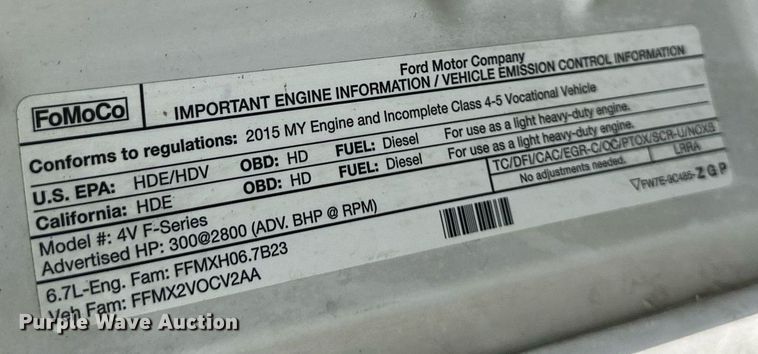 Ford Motor Company
FoMoCo
IMPORTANT ENGINE INFORMATION / VEHICLE EMISSION CONTROL INFORMATION
Conforms to regulations: 2015 MY Engine and Incomplete Class 4-5 Vocational Vehicle
U.S. EPA: HDE/HDV OBD: HD FUEL: Diesel For use as a light heavy-duty engine.
California: HDE OBD: HD FUEL: Diesel For use as a light heavy-duty engine.
Model #: 4V F-Series TC/DFI/CAC/EGR-C/OC/PTOX/SCR-U/NOXS
Advertised HP: 300@2800 (ADV. BHP @ RPM) No adjustments needed. LRRA
6.7L-Eng. Fam: FFMXH06.7B23
Veh Fam: FFMX2VOCV2AA
FW7E-9C485-ZGP
Purple Wave Auction